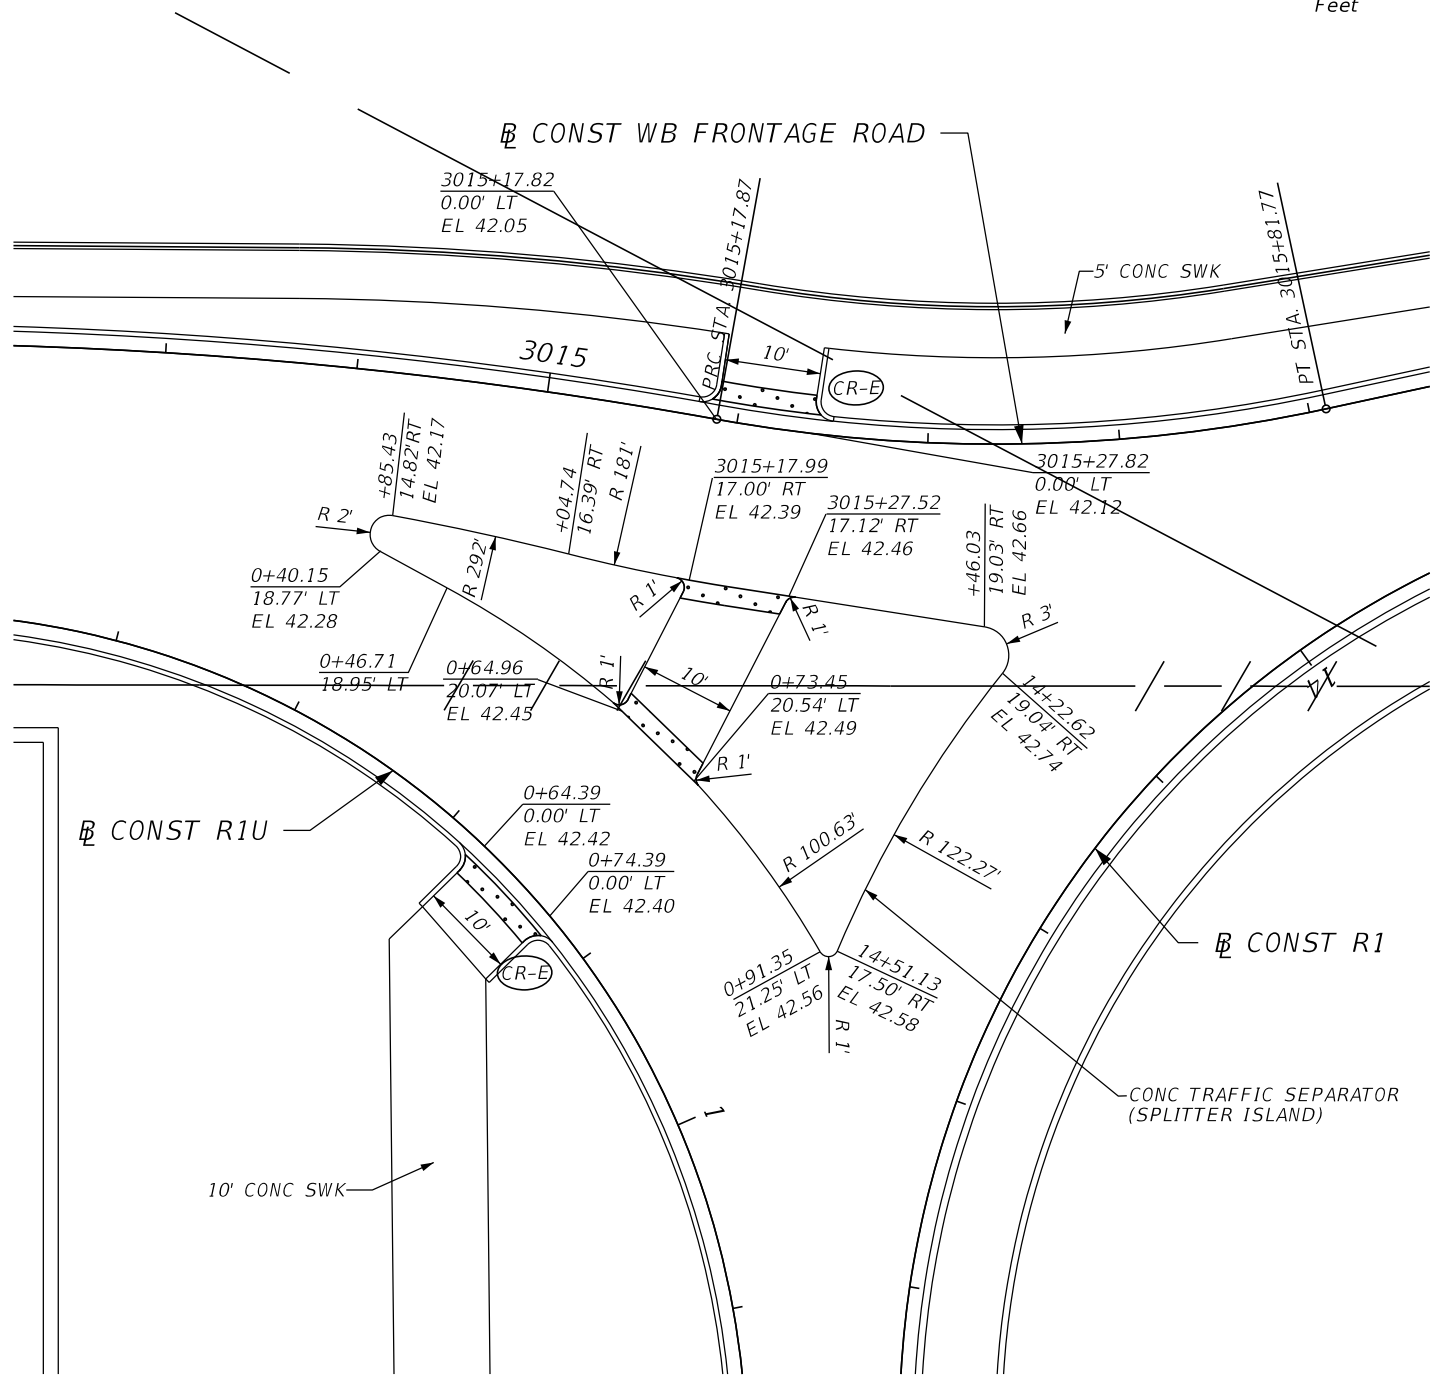 Feet
BL CONST WB FRONTAGE ROAD
3015+17.82
0.00' LT
EL 42.05
PRC STA. 3015+17.87
PT STA. 3015+81.77
5' CONC SWK
3015
10'
CR-E
+85.43
14.82'RT
EL 42.17
+04.74
16.39' RT
R 181'
3015+17.99
17.00' RT
EL 42.39
3015+27.82
0.00' LT
EL 42.12
3015+27.52
17.12' RT
EL 42.46
+46.03
19.03' RT
EL 42.66
R 2'
R 292'
0+40.15
18.77' LT
EL 42.28
R 1'
R 1'
R 3'
0+46.71
18.95' LT
0+64.96
20.07' LT
EL 42.45
R 1'
10'
0+73.45
20.54' LT
EL 42.49
14+22.62
19.04' RT
EL 42.74
14
R 1'
BL CONST R1U
0+64.39
0.00' LT
EL 42.42
0+74.39
0.00' LT
EL 42.40
R 100.63'
R 122.27'
10'
CR-E
BL CONST R1
0+91.35
21.25' LT
EL 42.56
14+51.13
17.50' RT
EL 42.58
R 1'
1
CONC TRAFFIC SEPARATOR
(SPLITTER ISLAND)
10' CONC SWK